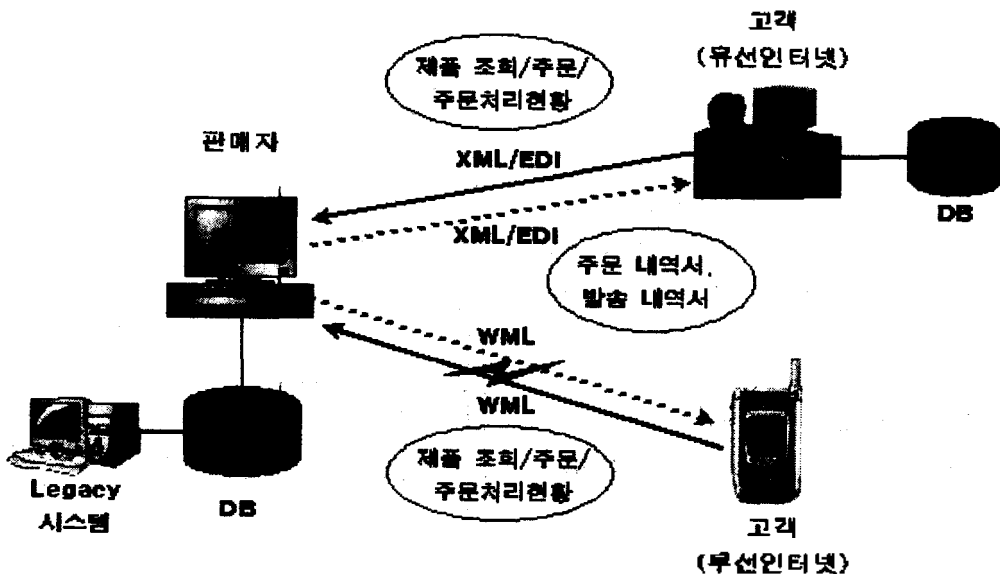 고객
(유선인터넷)
제품 조회/주문/
주문처리현황
판매자
XML/EDI
DB
XML/EDI
주문 내역서,
발송 내역서
WML
WML
제품 조회/주문/
주문처리현황
Legacy
시스템
DB
고객
(무선인터넷)